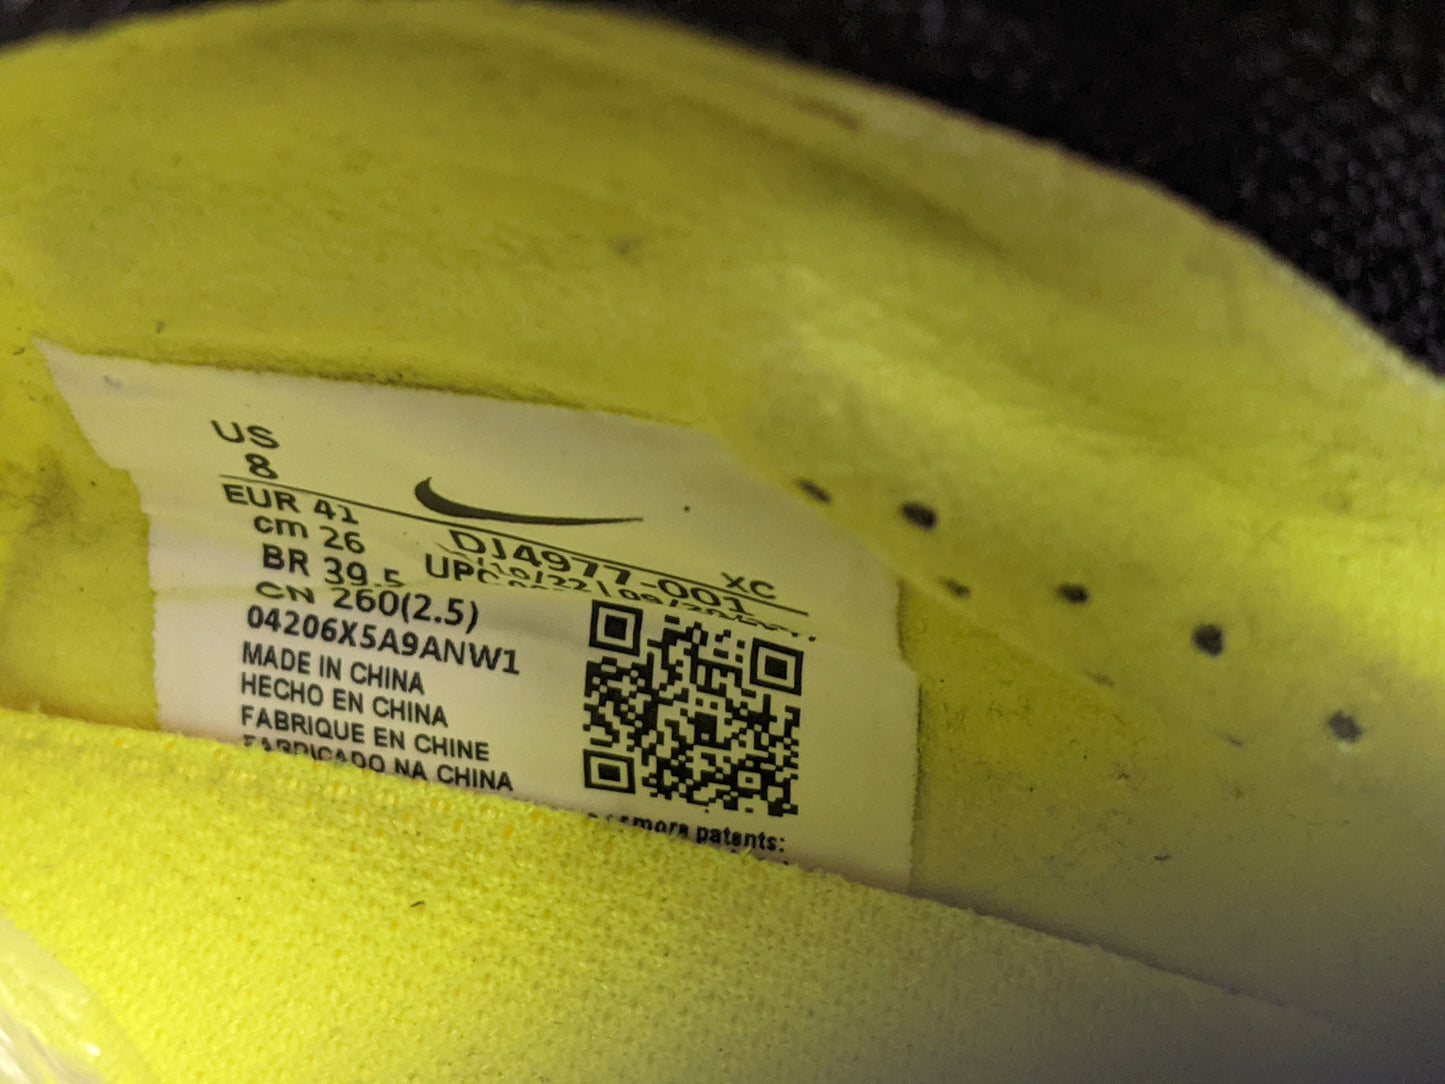 US
8
EUR 41
cm 26
BR 39.5
CN 260(2.5)
DJ4977-001
XC
04206X5A9ANW1
MADE IN CHINA
HECHO EN CHINA
FABRIQUE EN CHINE
FABRICADO NA CHINA
more patents: